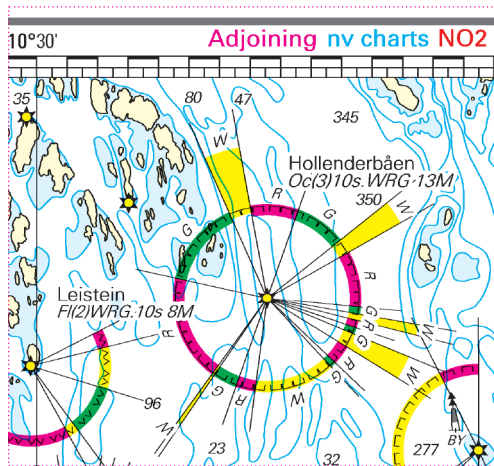 10°30'
Adjoining nv charts NO2
35
80
47
345
W
Hollenderbåen
Oc(3)10s.WRG 13M
350
W
R
G
G
R
Leistein
Fl(2)WRG.10s 8M
G
R
G
W
W
R
R
G
W
G
R
96
W
23
32
277
BY